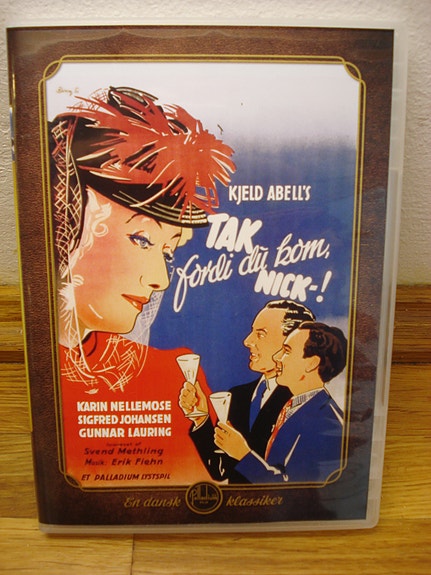 KJELD ABELL'S
TAK
fordi du kom,
NICK-!
KARIN NELLEMOSE
SIGFRED JOHANSEN
GUNNAR LAURING
Svend Methling
Musik: Erik Fiehn
ET PALLADIUM LYSTSPIL
En dansk Palladium klassiker